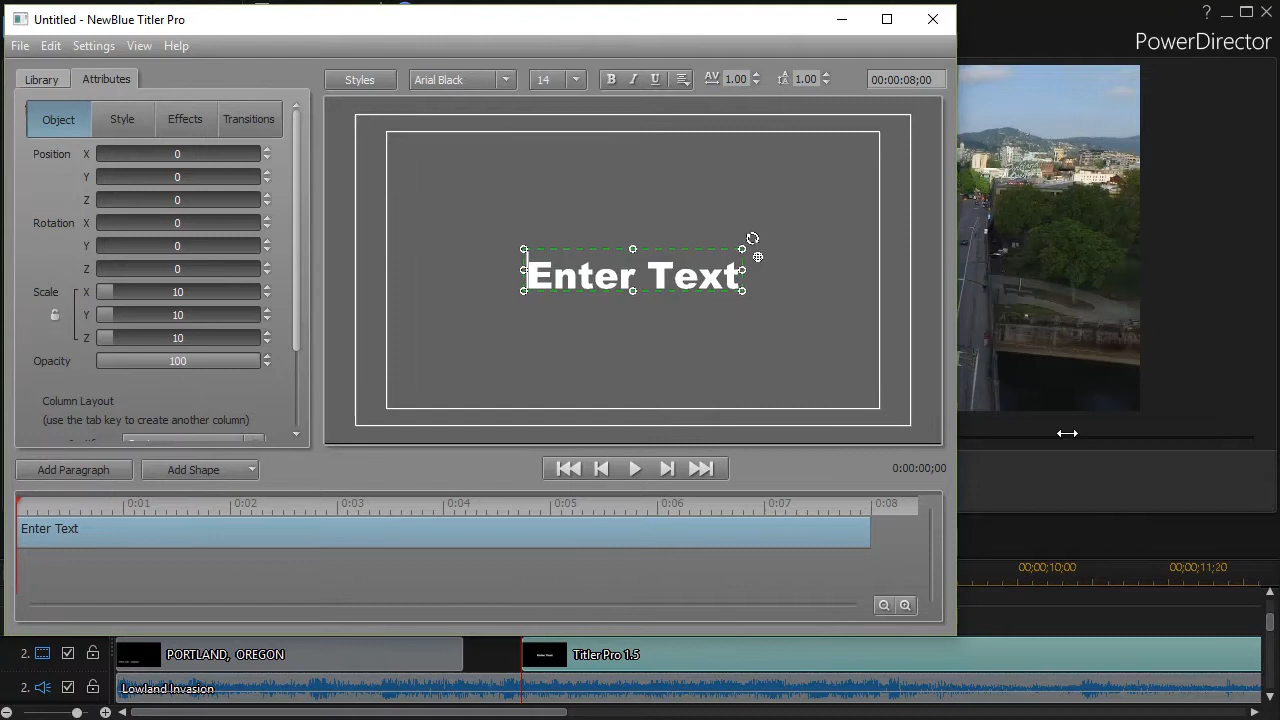 Untitled - NewBlue Titler Pro
?
PowerDirector
File Edit Settings View Help
Library Attributes
Styles Arial Black 14 B I U AV 1.00 A 1.00 00:00:08;00
Object Style Effects Transitions
Position X 0
Y 0
Z 0
Rotation X 0
Y 0
Z 0
Scale X 10
Y 10
Z 10
Opacity 100
Column Layout
(use the tab key to create another column)
Enter Text
Add Paragraph Add Shape 0:00:00;00
0:01 0:02 0:03 0:04 0:05 0:06 0:07 0:08
Enter Text
00;00;10;00 00;00;11;20
2. PORTLAND, OREGON Titler Pro 1.5
2. Lowland Invasion